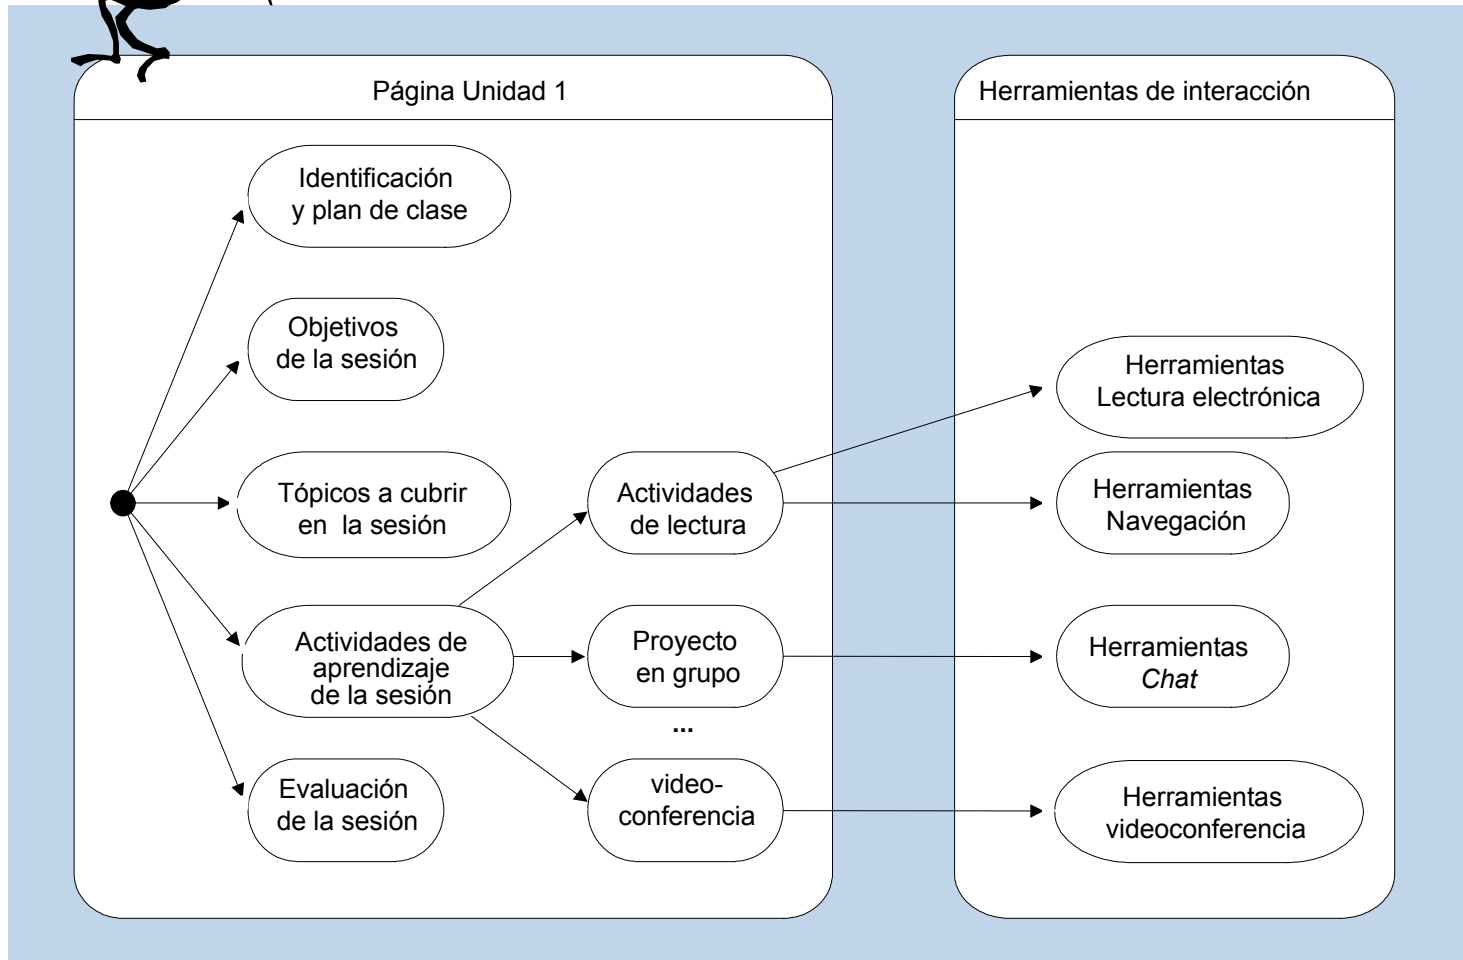 Página Unidad 1
Identificación
y plan de clase
Objetivos
de la sesión
Tópicos a cubrir
en la sesión
Actividades de
aprendizaje
de la sesión
Evaluación
de la sesión
Actividades
de lectura
Proyecto
en grupo
...
video-
conferencia
Herramientas de interacción
Herramientas
Lectura electrónica
Herramientas
Navegación
Herramientas
Chat
Herramientas
videoconferencia